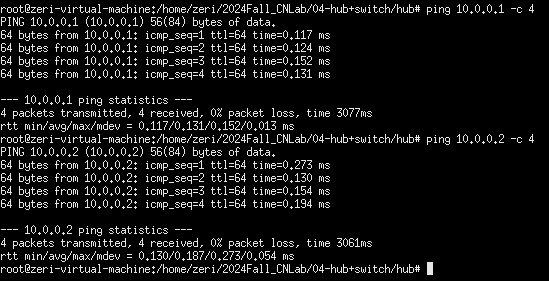 root@zeri-virtual-machine:/home/zeri/2024Fall_CNLab/04-hub+switch/hub# ping 10.0.0.1 -c 4
PING 10.0.0.1 (10.0.0.1) 56(84) bytes of data.
64 bytes from 10.0.0.1: icmp_seq=1 ttl=64 time=0.117 ms
64 bytes from 10.0.0.1: icmp_seq=2 ttl=64 time=0.124 ms
64 bytes from 10.0.0.1: icmp_seq=3 ttl=64 time=0.152 ms
64 bytes from 10.0.0.1: icmp_seq=4 ttl=64 time=0.131 ms

--- 10.0.0.1 ping statistics ---
4 packets transmitted, 4 received, 0% packet loss, time 3077ms
rtt min/avg/max/mdev = 0.117/0.131/0.152/0.013 ms
root@zeri-virtual-machine:/home/zeri/2024Fall_CNLab/04-hub+switch/hub# ping 10.0.0.2 -c 4
PING 10.0.0.2 (10.0.0.2) 56(84) bytes of data.
64 bytes from 10.0.0.2: icmp_seq=1 ttl=64 time=0.273 ms
64 bytes from 10.0.0.2: icmp_seq=2 ttl=64 time=0.130 ms
64 bytes from 10.0.0.2: icmp_seq=3 ttl=64 time=0.154 ms
64 bytes from 10.0.0.2: icmp_seq=4 ttl=64 time=0.194 ms

--- 10.0.0.2 ping statistics ---
4 packets transmitted, 4 received, 0% packet loss, time 3061ms
rtt min/avg/max/mdev = 0.130/0.187/0.273/0.054 ms
root@zeri-virtual-machine:/home/zeri/2024Fall_CNLab/04-hub+switch/hub#